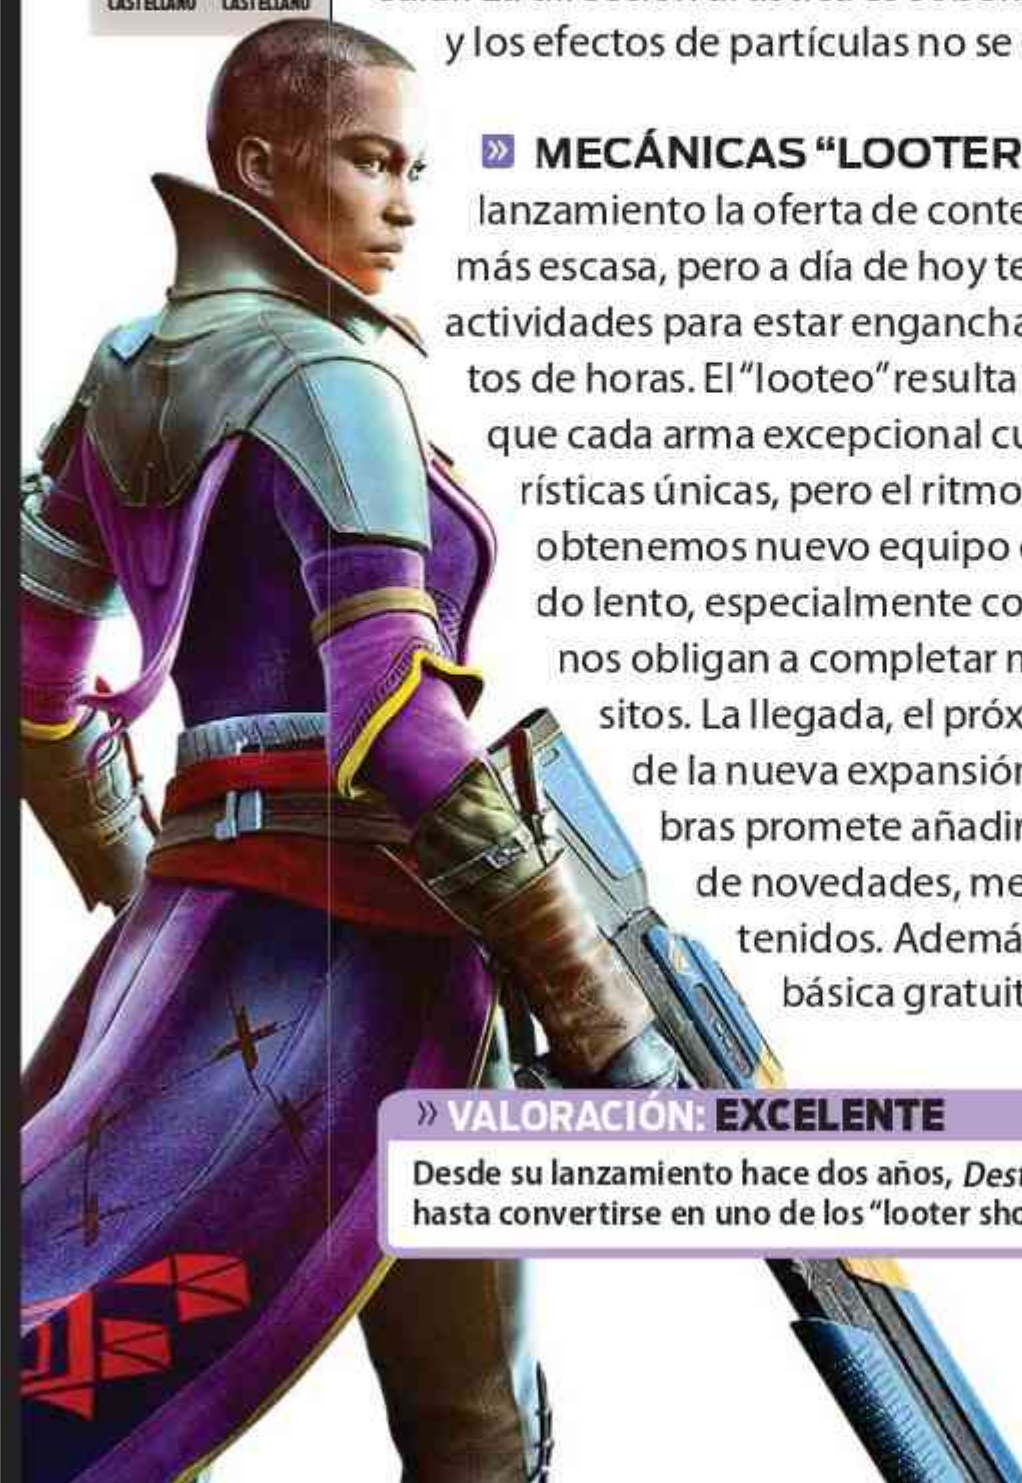 CASTELLANO CASTELLANO
y los efectos de partículas no se
» MECÁNICAS “LOOTER
lanzamiento la oferta de conte
más escasa, pero a día de hoy te
actividades para estar engancha
tos de horas. El “looteo” resulta
que cada arma excepcional cu
rísticas únicas, pero el ritmo
obtenemos nuevo equipo
do lento, especialmente co
nos obligan a completar
sitos. La llegada, el próx
de la nueva expansión
bras promete añadir
de novedades, me
tenidos. Ademá
básica gratuit
» VALORACIÓN: EXCELENTE
Desde su lanzamiento hace dos años, Dest
hasta convertirse en uno de los “looter sho